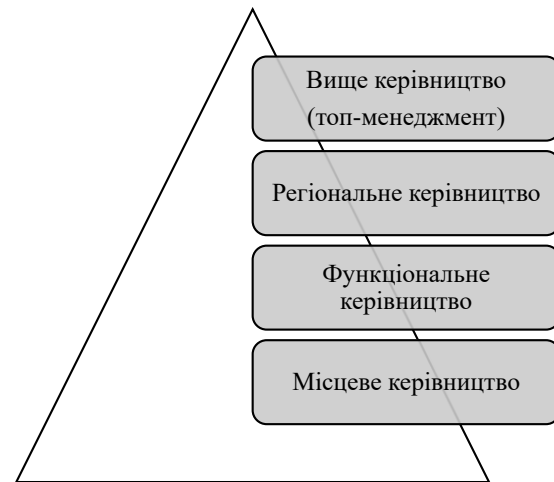 Вище керівництво
(топ-менеджмент)
Регіональне керівництво
Функціональне
керівництво
Місцеве керівництво